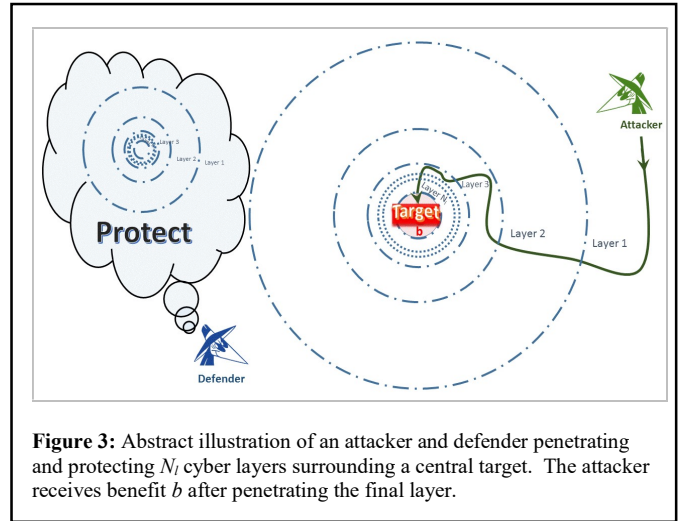 Layer 3
Layer 2
Layer 1
Protect
Defender
Attacker
Layer 3
Layer N
Target
b
Layer 2
Layer 1
Figure 3: Abstract illustration of an attacker and defender penetrating
and protecting Nl cyber layers surrounding a central target. The attacker
receives benefit b after penetrating the final layer.